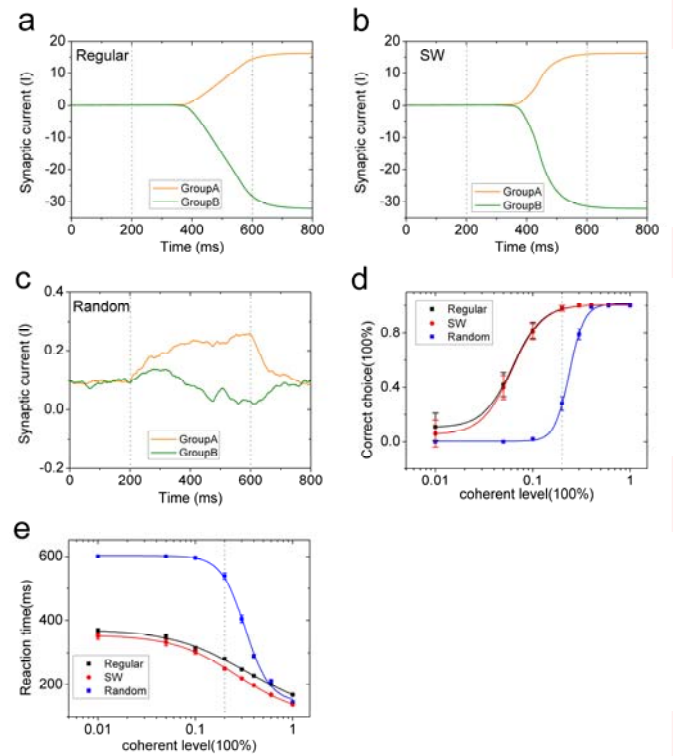 a
Regular
Synaptic current (I)
20
10
0
-10
-20
-30
GroupA
GroupB
0 200 400 600 800
Time (ms)
b
SW
Synaptic current (I)
20
10
0
-10
-20
-30
GroupA
GroupB
0 200 400 600 800
Time (ms)
c
Random
Synaptic current (I)
0.4
0.2
0.0
-0.2
GroupA
GroupB
0 200 400 600 800
Time (ms)
d
Correct choice(100%)
0.8
0.4
0.0
Regular
SW
Random
0.01 0.1 1
coherent level(100%)
e
Reaction time(ms)
600
400
200
Regular
SW
Random
0.01 0.1 1
coherent level(100%)